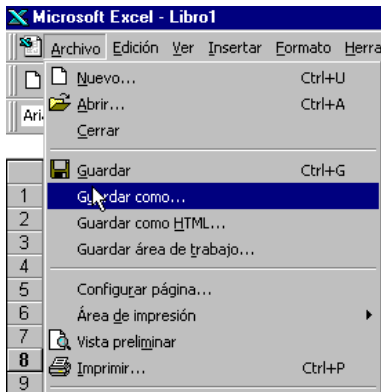 Microsoft Excel - Libro1
Archivo Edición Ver Insertar Formato Herra
Nuevo... Ctrl+U
Abrir... Ctrl+A
Ari
Cerrar
Guardar Ctrl+G
1 Guardar como...
2 Guardar como HTML...
3 Guardar área de trabajo...
4
5 Configurar página...
6 Área de impresión
7 Vista preliminar
8 Imprimir... Ctrl+P
9